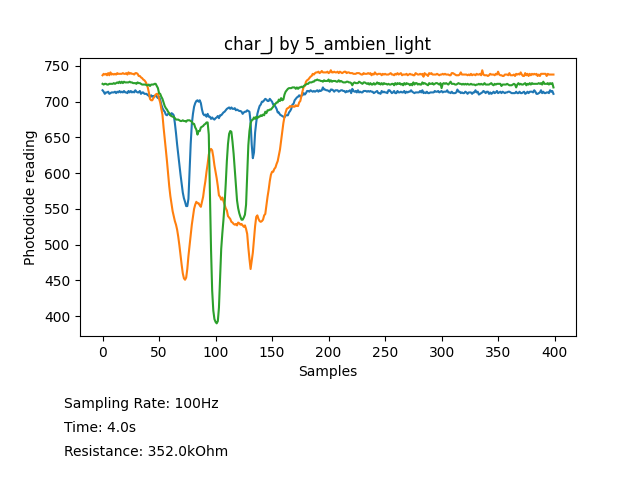 char_J by 5_ambien_light
750
700
650
600
550
500
450
400
Photodiode reading
0 50 100 150 200 250 300 350 400
Samples
Sampling Rate: 100Hz
Time: 4.0s
Resistance: 352.0kOhm